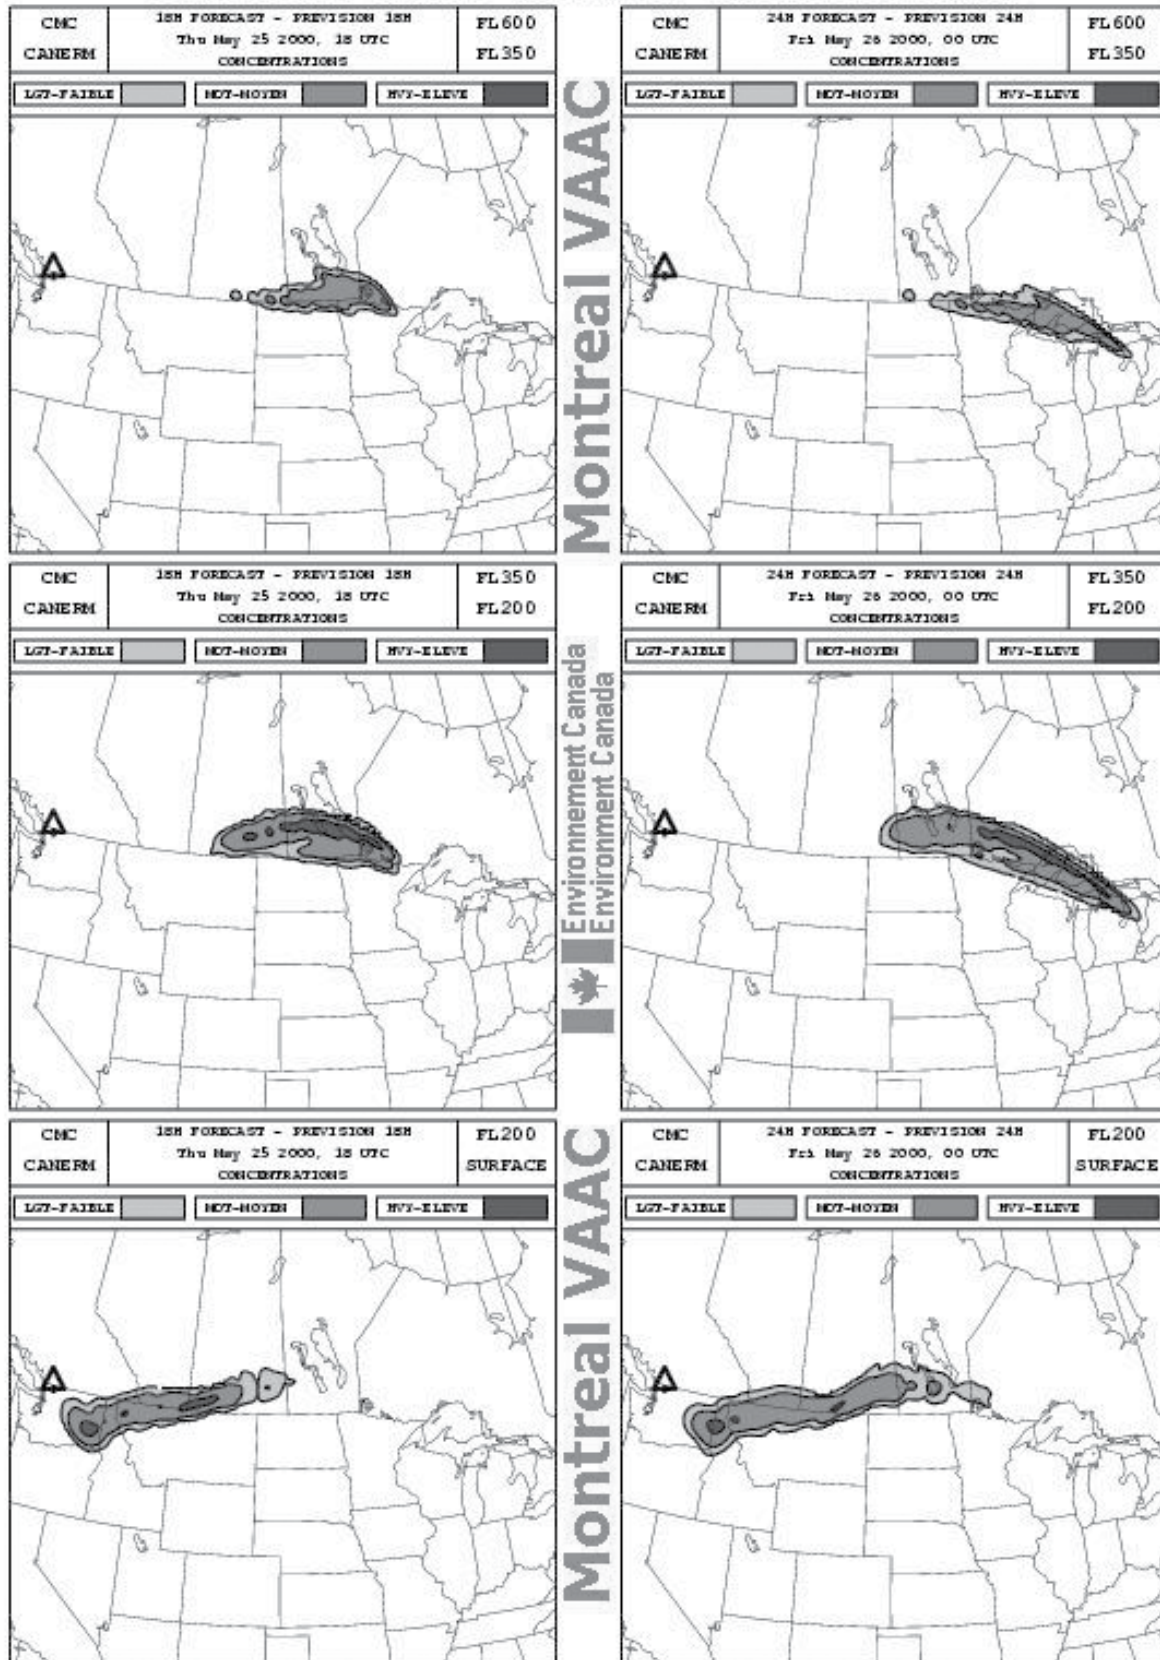 CMC
CANERM
18H FORECAST - PREVISION 18H
Thu May 25 2000, 18 UTC
CONCENTRATIONS
FL600
FL350
LGT-FAIBLE
MDT-MOYEN
HVY-ELEVE
CMC
CANERM
24H FORECAST - PREVISION 24H
Fri May 26 2000, 00 UTC
CONCENTRATIONS
FL600
FL350
LGT-FAIBLE
MDT-MOYEN
HVY-ELEVE
Montreal VAAC
CMC
CANERM
18H FORECAST - PREVISION 18H
Thu May 25 2000, 18 UTC
CONCENTRATIONS
FL350
FL200
LGT-FAIBLE
MDT-MOYEN
HVY-ELEVE
CMC
CANERM
24H FORECAST - PREVISION 24H
Fri May 26 2000, 00 UTC
CONCENTRATIONS
FL350
FL200
LGT-FAIBLE
MDT-MOYEN
HVY-ELEVE
Environnement Canada
Environment Canada
CMC
CANERM
18H FORECAST - PREVISION 18H
Thu May 25 2000, 18 UTC
CONCENTRATIONS
FL200
SURFACE
LGT-FAIBLE
MDT-MOYEN
HVY-ELEVE
CMC
CANERM
24H FORECAST - PREVISION 24H
Fri May 26 2000, 00 UTC
CONCENTRATIONS
FL200
SURFACE
LGT-FAIBLE
MDT-MOYEN
HVY-ELEVE
Montreal VAAC